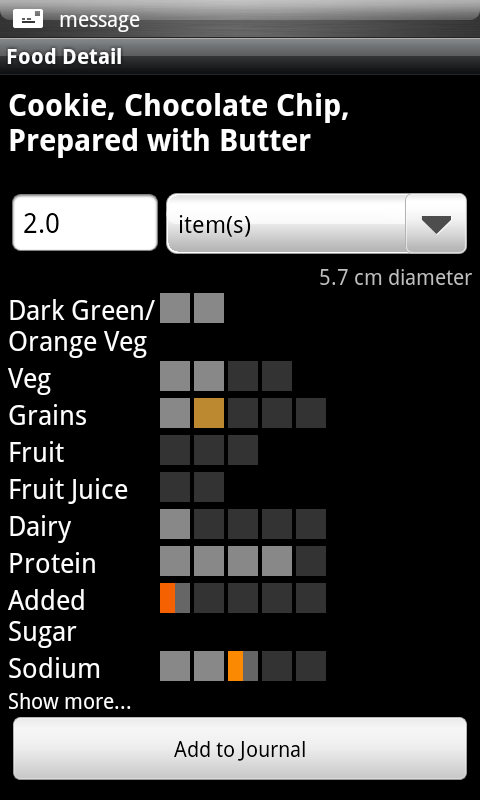 message
Food Detail
Cookie, Chocolate Chip,
Prepared with Butter
2.0
item(s)
5.7 cm diameter
Dark Green/
Orange Veg
Veg
Grains
Fruit
Fruit Juice
Dairy
Protein
Added
Sugar
Sodium
Show more...
Add to Journal